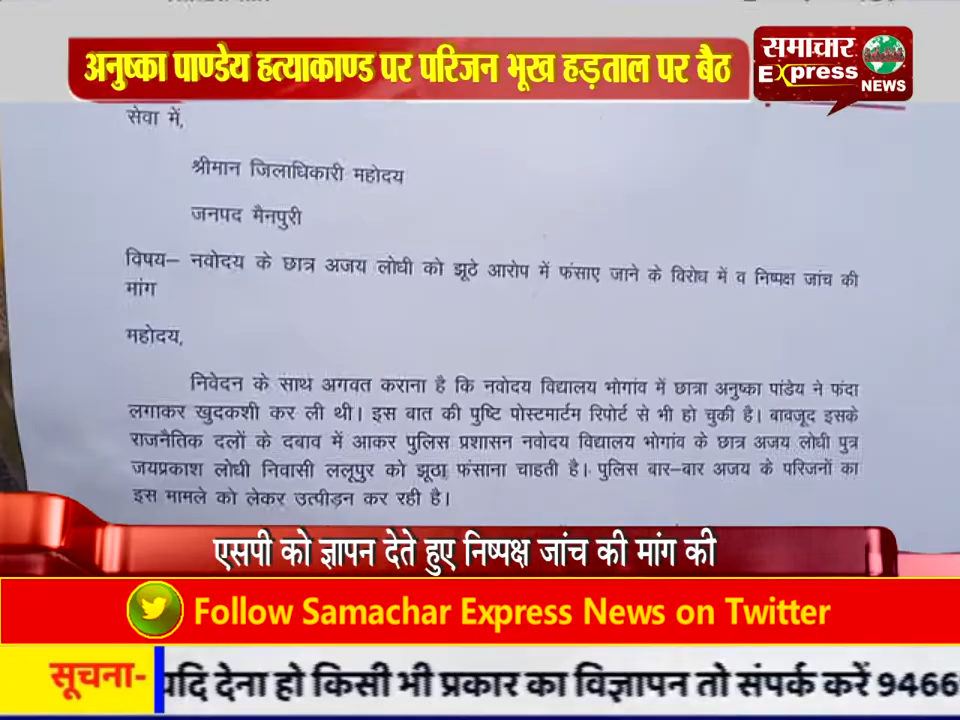 अनुष्का पाण्डेय हत्याकाण्ड पर परिजन भूख हड़ताल पर बैठ
समाचार
Express
NEWS
सेवा में,
श्रीमान जिलाधिकारी महोदय
जनपद मैनपुरी
विषय– नवोदय के छात्र अजय लोधी को झूठे आरोप में फंसाए जाने के विरोध में व निष्पक्ष जांच की
मांग
महोदय,
निवेदन के साथ अगवत कराना है कि नवोदय विद्यालय भोगांव में छात्रा अनुष्का पांडेय ने फंदा
लगाकर खुदकशी कर ली थी। इस बात की पुष्टि पोस्टमार्टम रिपोर्ट से भी हो चुकी है। बावजूद इसके
राजनैतिक दलों के दबाव में आकर पुलिस प्रशासन नवोदय विद्यालय भोगांव के छात्र अजय लोधी पुत्र
जयप्रकाश लोधी निवासी ललूपुर को झूठा फंसाना चाहती है। पुलिस बार–बार अजय के परिजनों का
इस मामले को लेकर उत्पीड़न कर रही है।
एसपी को ज्ञापन देते हुए निष्पक्ष जांच की मांग की
Follow Samachar Express News on Twitter
सूचना- यदि देना हो किसी भी प्रकार का विज्ञापन तो संपर्क करें 9466